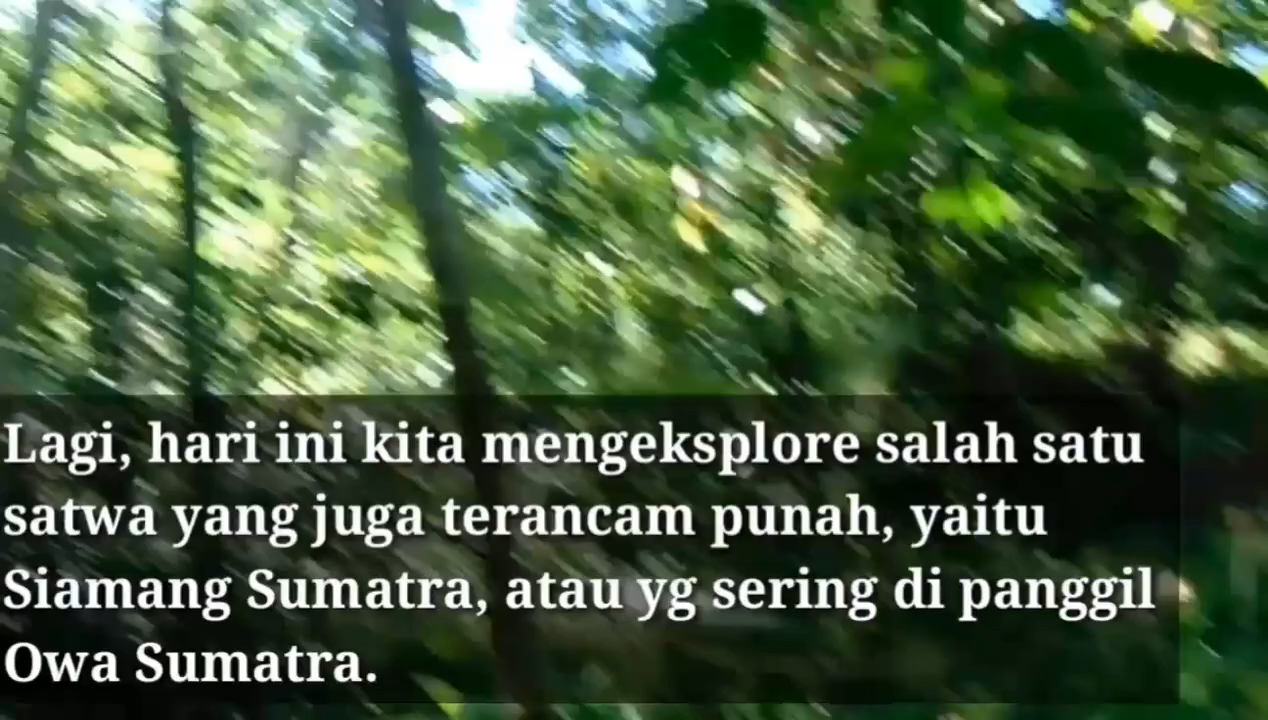 Lagi, hari ini kita mengeksplore salah satu
satwa yang juga terancam punah, yaitu
Siamang Sumatra, atau yg sering di panggil
Owa Sumatra.